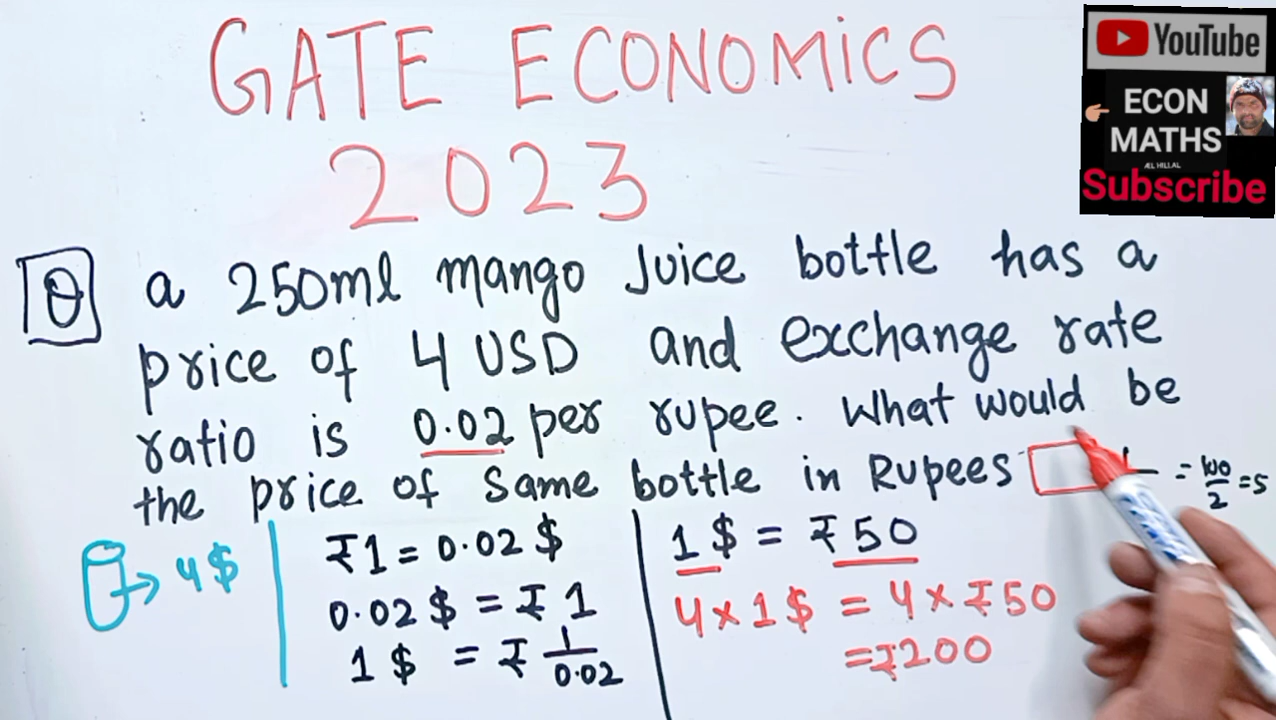 GATE ECONOMICS
2023
YouTube
ECON
MATHS
AL HILLAL
Subscribe
Q a 250ml mango Juice bottle has a
price of 4 USD and exchange rate
ratio is 0.02 per rupee. What would be
the price of same bottle in Rupees
= 100/2 = 5
4$
₹1 = 0.02 $
0.02 $ = ₹ 1
1 $ = ₹ 1/0.02
1 $ = ₹ 50
4 x 1 $ = 4 x ₹ 50
= ₹ 200